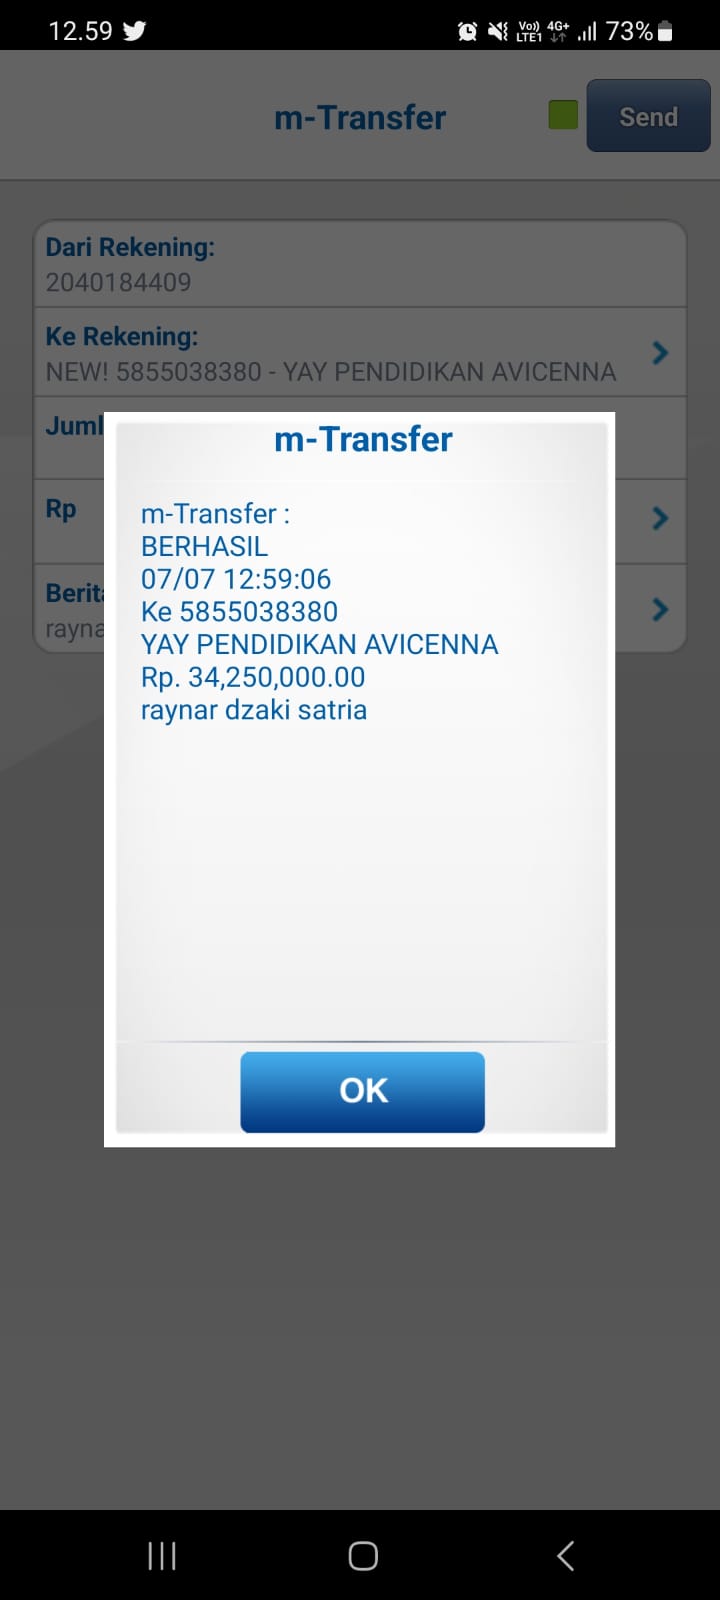 12.59
Vo)) 4G+
LTE1
73%
m-Transfer
Send
Dari Rekening:
2040184409
Ke Rekening:
NEW! 5855038380 - YAY PENDIDIKAN AVICENNA
Juml
Rp
Berita
rayna
m-Transfer
m-Transfer :
BERHASIL
07/07 12:59:06
Ke 5855038380
YAY PENDIDIKAN AVICENNA
Rp. 34,250,000.00
raynar dzaki satria
OK